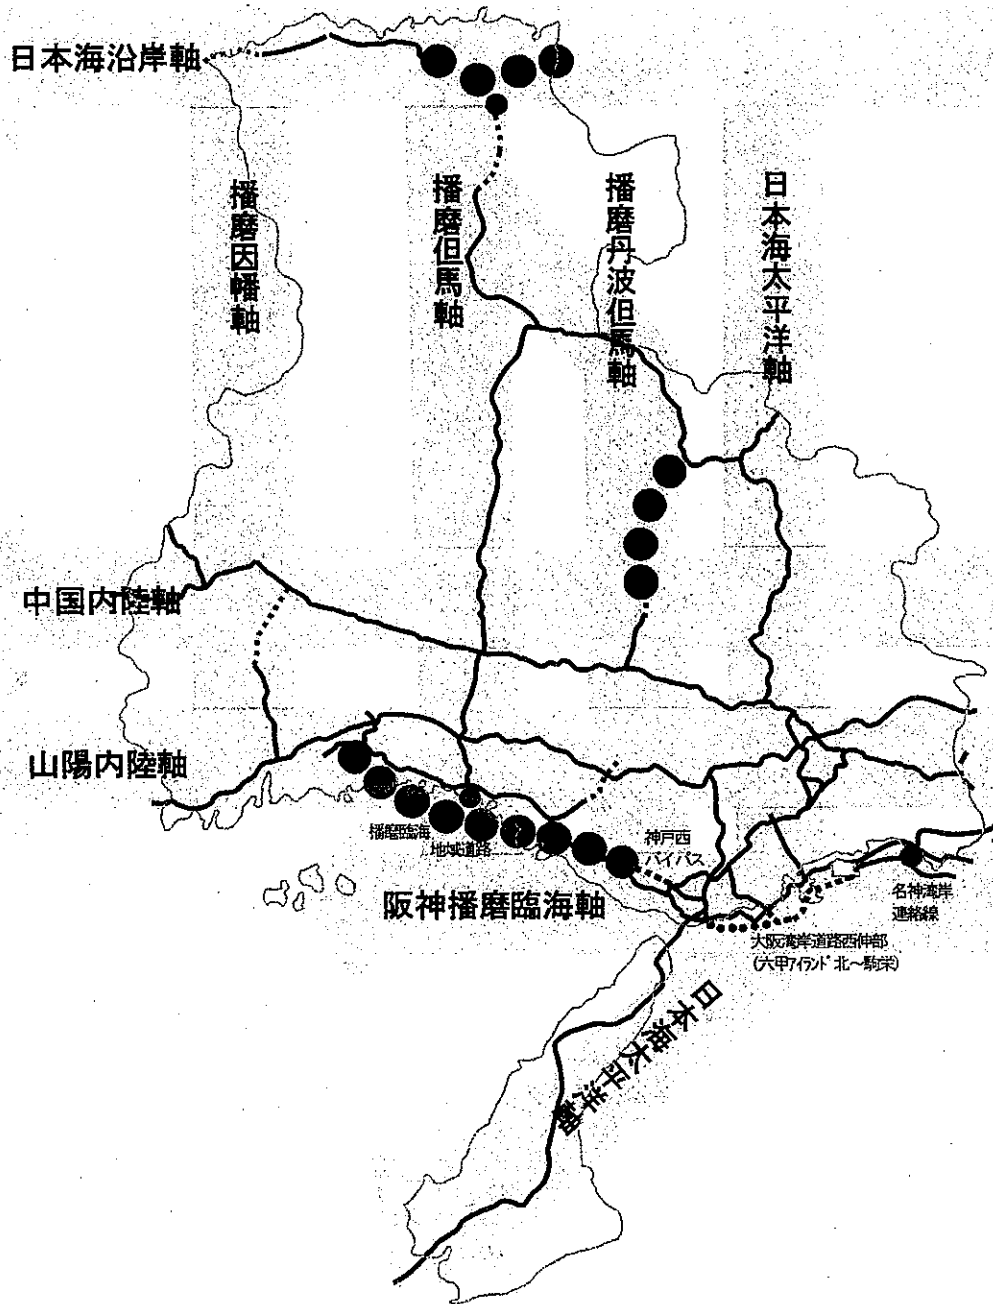 日本海沿岸軸
播磨因幡軸
播磨但馬軸
播磨丹波但馬軸
日本海太平洋軸
中国内陸軸
山陽内陸軸
播磨臨海
地域道路
神戸西
バイパス
阪神播磨臨海軸
名神湾岸
連絡線
大阪湾岸道路西伸部
(六甲アイランド北～駒栄)
日本海太平洋軸